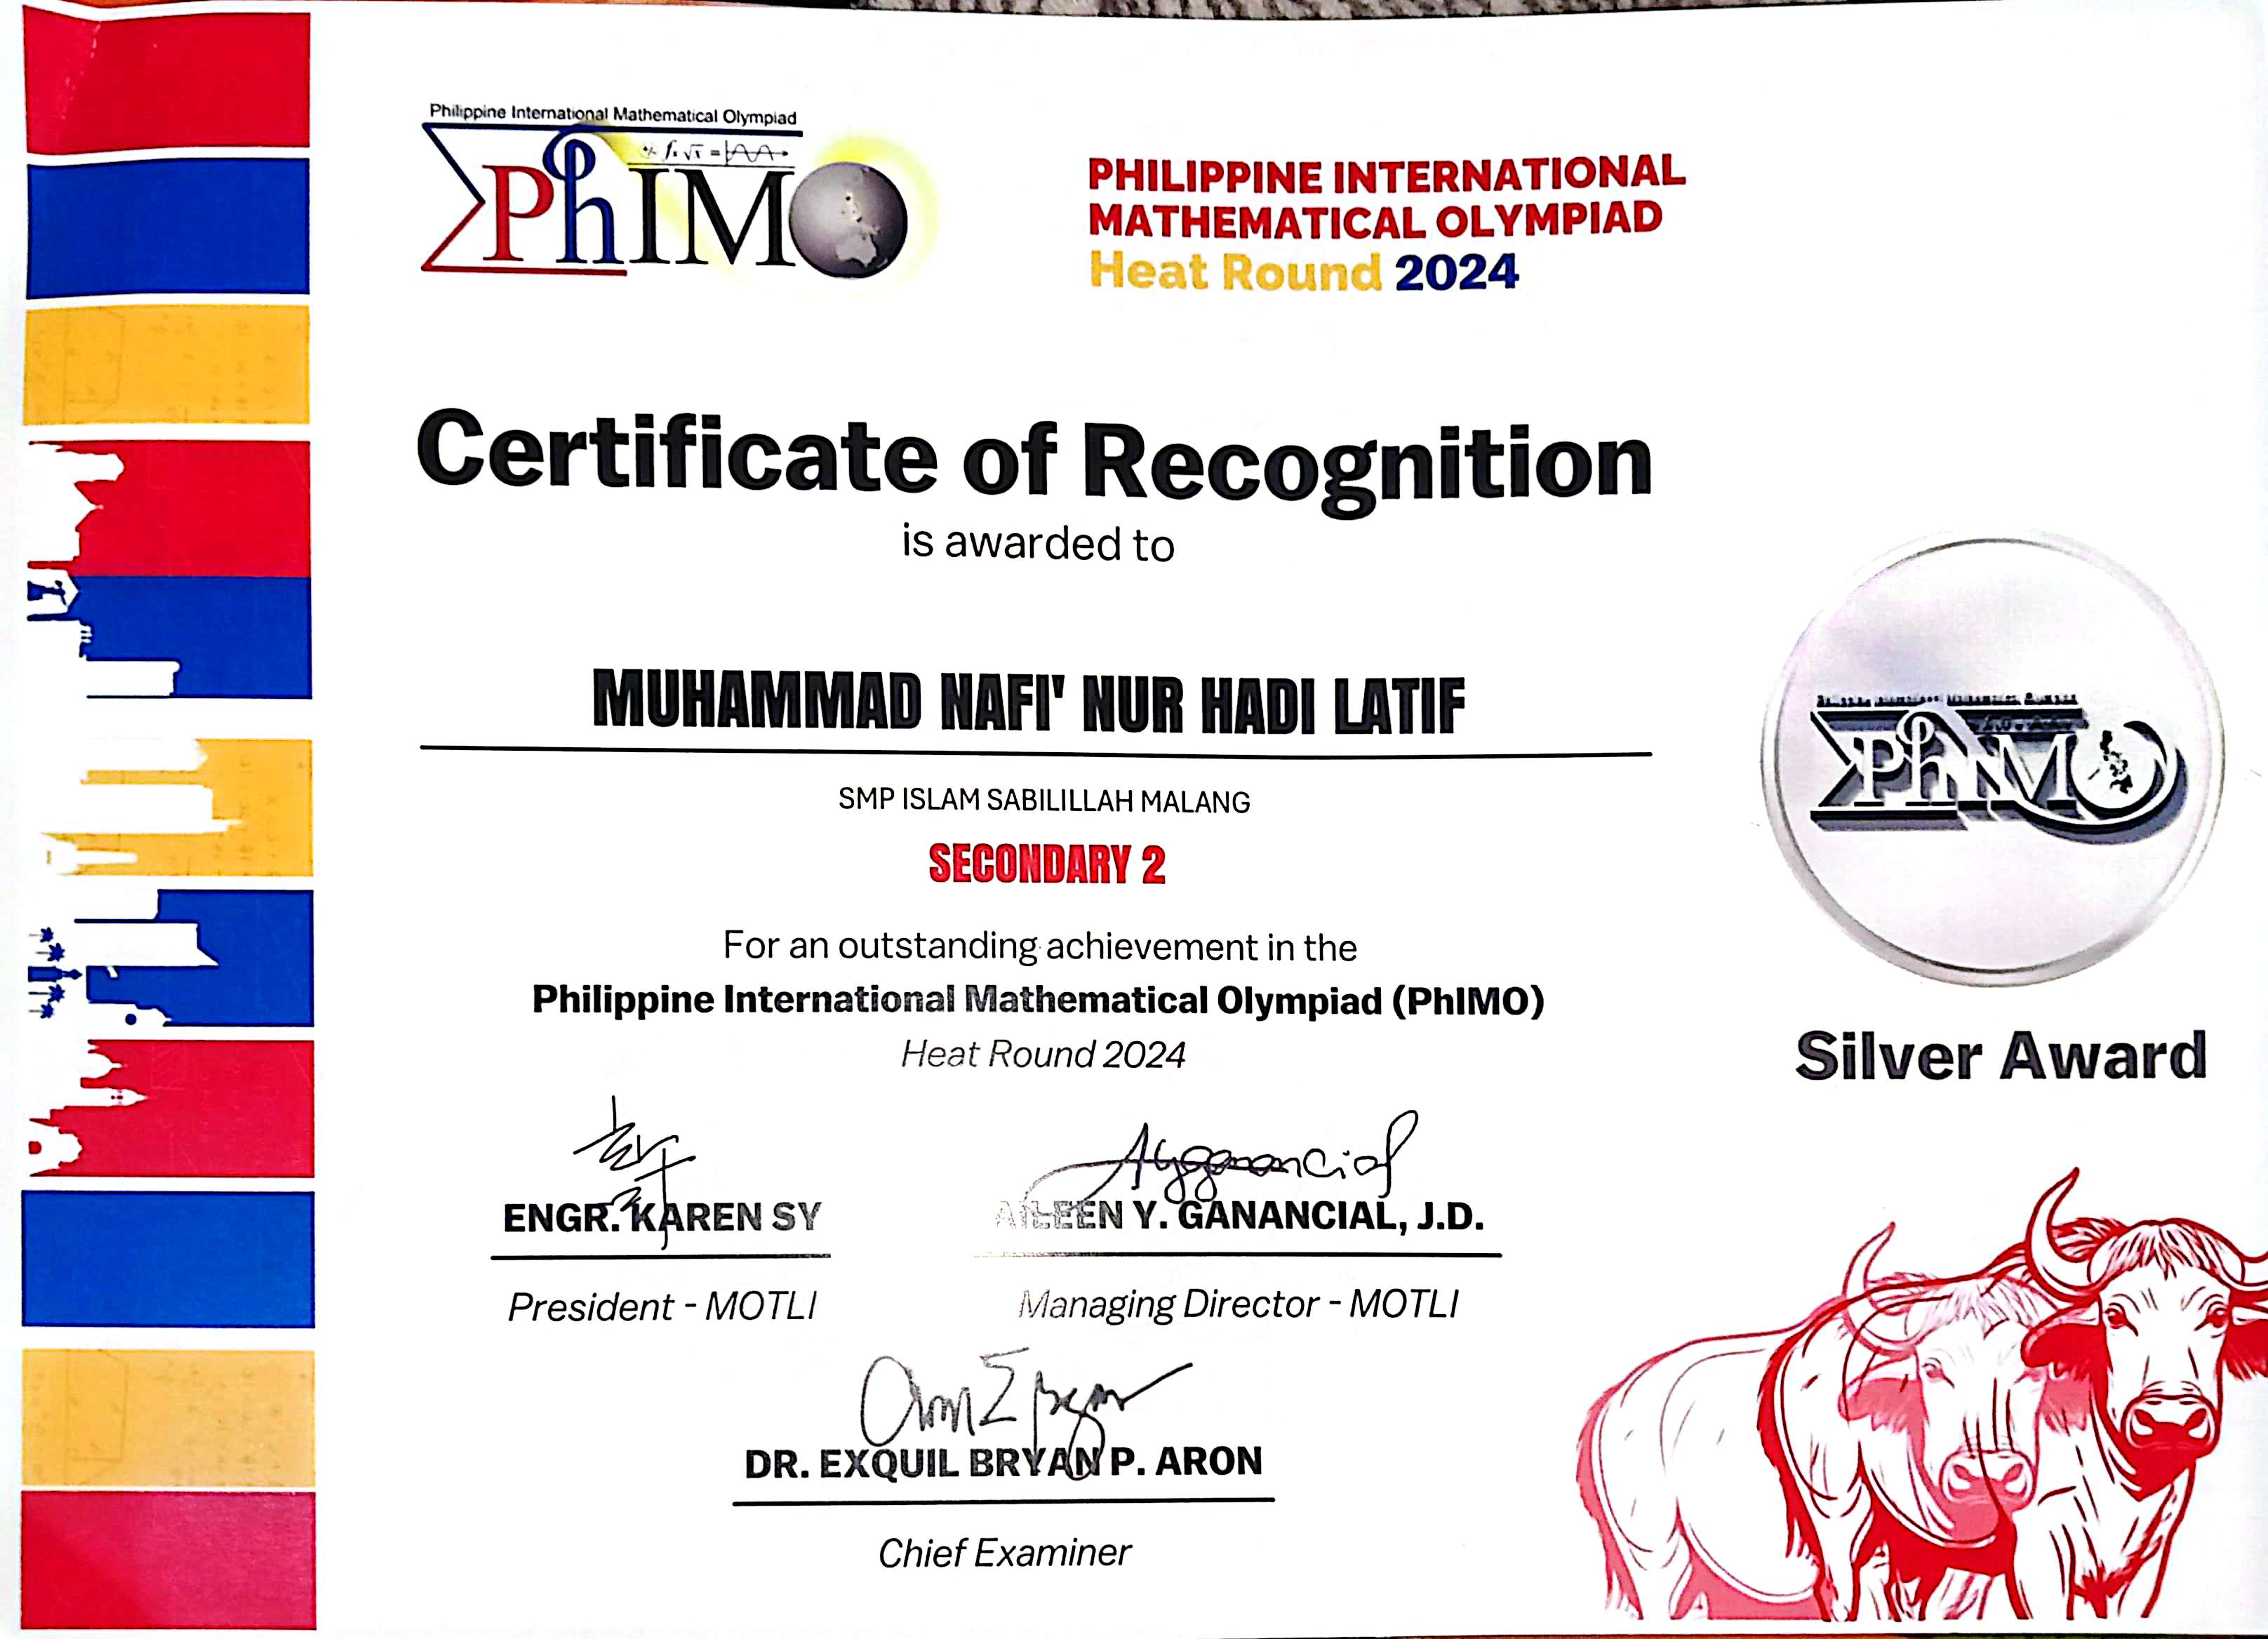 Philippine International Mathematical Olympiad
PhIMO
PHILIPPINE INTERNATIONAL
MATHEMATICAL OLYMPIAD
Heat Round 2024
Certificate of Recognition
is awarded to
MUHAMMAD NAFI' NUR HADI LATIF
SMP ISLAM SABILILLAH MALANG
SECONDARY 2
For an outstanding achievement in the
Philippine International Mathematical Olympiad (PhIMO)
Heat Round 2024
PhIMO
Silver Award
ENGR. KAREN SY
President - MOTLI
AILEEN Y. GANANCIAL, J.D.
Managing Director - MOTLI
DR. EXQUIL BRYAN P. ARON
Chief Examiner